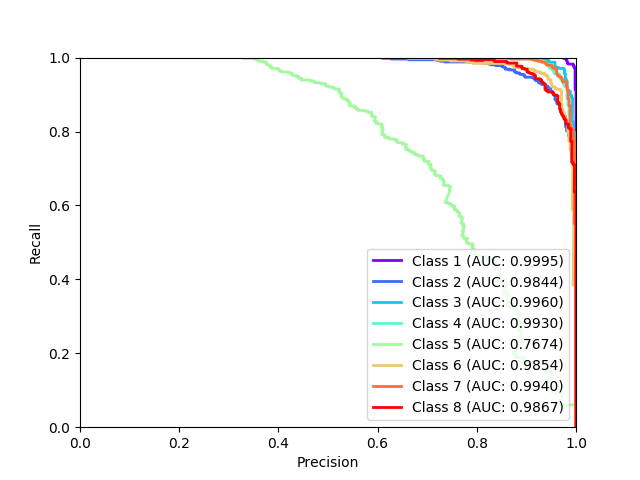 1.0
0.8
0.6
0.4
0.2
0.0
Recall
Class 1 (AUC: 0.9995)
Class 2 (AUC: 0.9844)
Class 3 (AUC: 0.9960)
Class 4 (AUC: 0.9930)
Class 5 (AUC: 0.7674)
Class 6 (AUC: 0.9854)
Class 7 (AUC: 0.9940)
Class 8 (AUC: 0.9867)
0.0 0.2 0.4 0.6 0.8 1.0
Precision